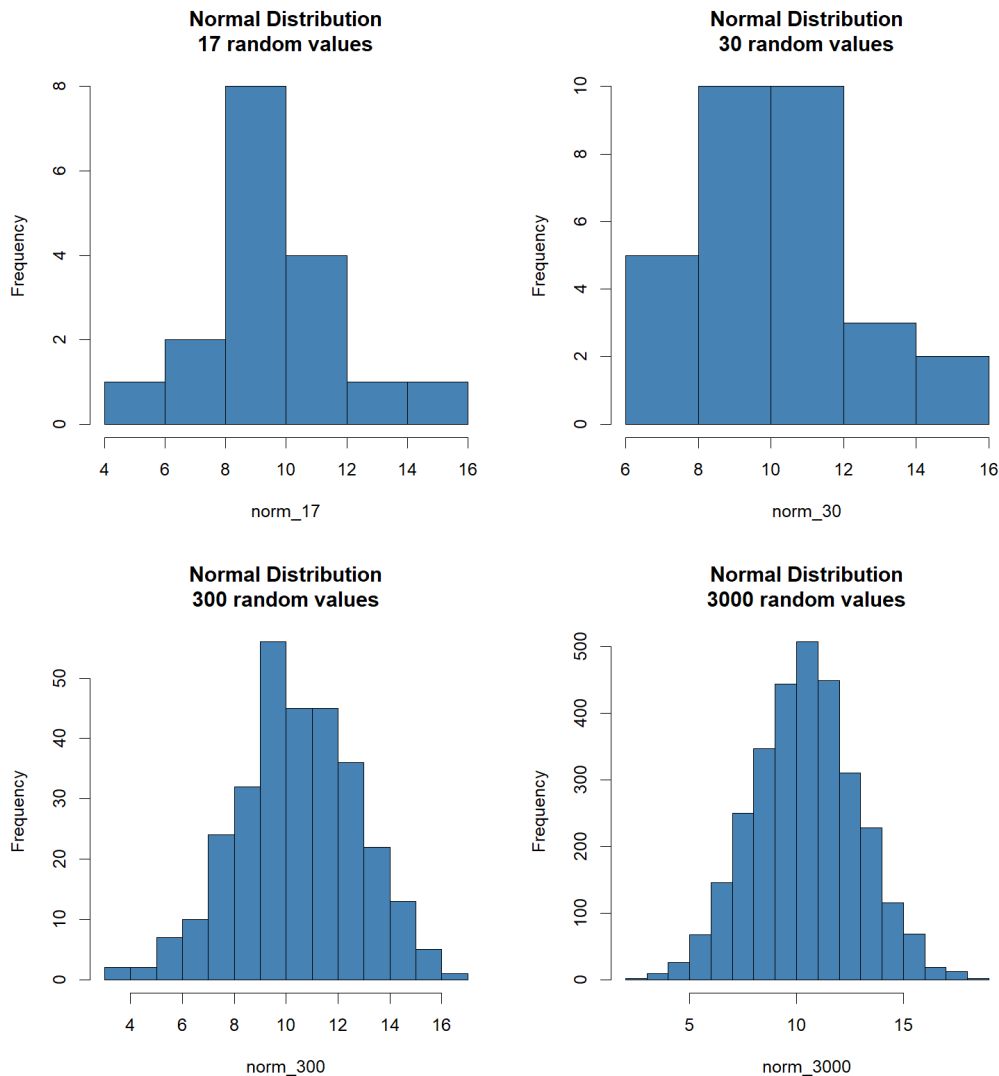 Normal Distribution
17 random values
Frequency
8
6
4
2
0
4 6 8 10 12 14 16
norm_17
Normal Distribution
30 random values
Frequency
10
8
6
4
2
0
6 8 10 12 14 16
norm_30
Normal Distribution
300 random values
Frequency
50
40
30
20
10
0
4 6 8 10 12 14 16
norm_300
Normal Distribution
3000 random values
Frequency
500
400
300
200
100
0
5 10 15
norm_3000